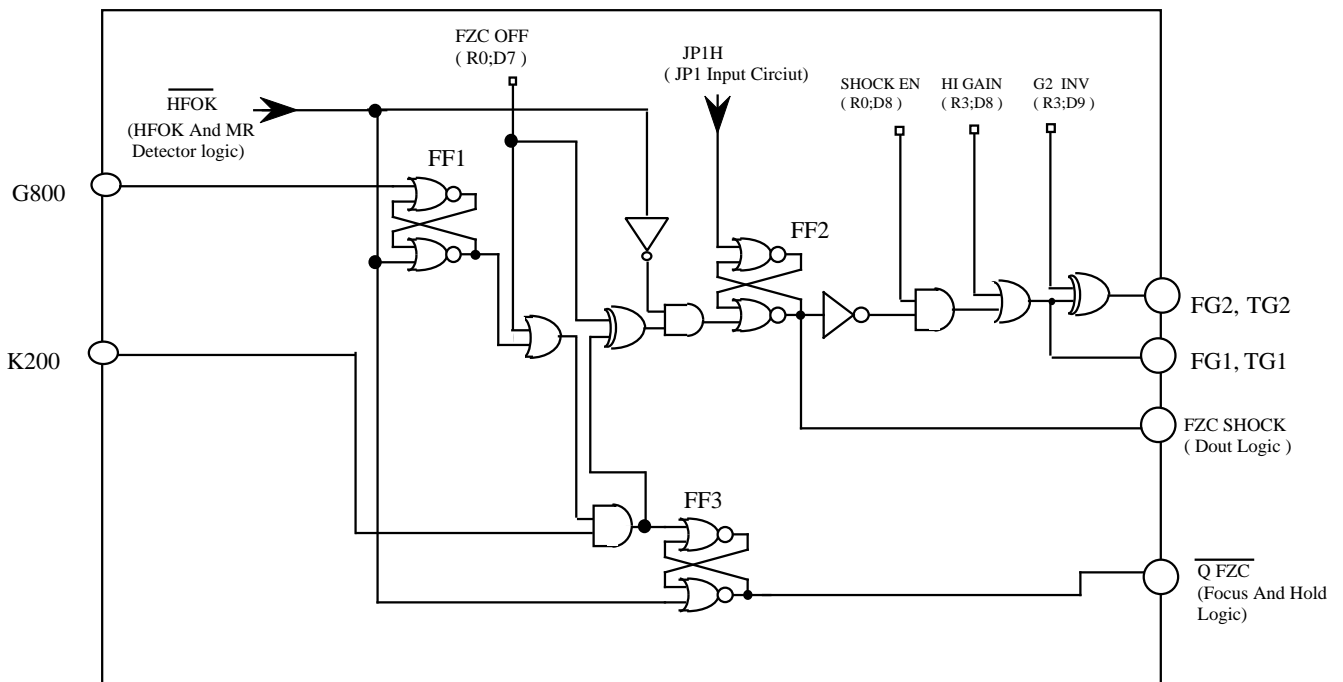 FZC OFF
( R0;D7 )
JP1H
( JP1 Input Circiut )
SHOCK EN
( R0;D8 )
HI GAIN
( R3;D8 )
G2 INV
( R3;D9 )
HFOK
(HFOK And MR
Detector logic)
FF1
G800
FF2
FG2, TG2
K200
FG1, TG1
FZC SHOCK
( Dout Logic )
FF3
Q FZC
(Focus And Hold
Logic)